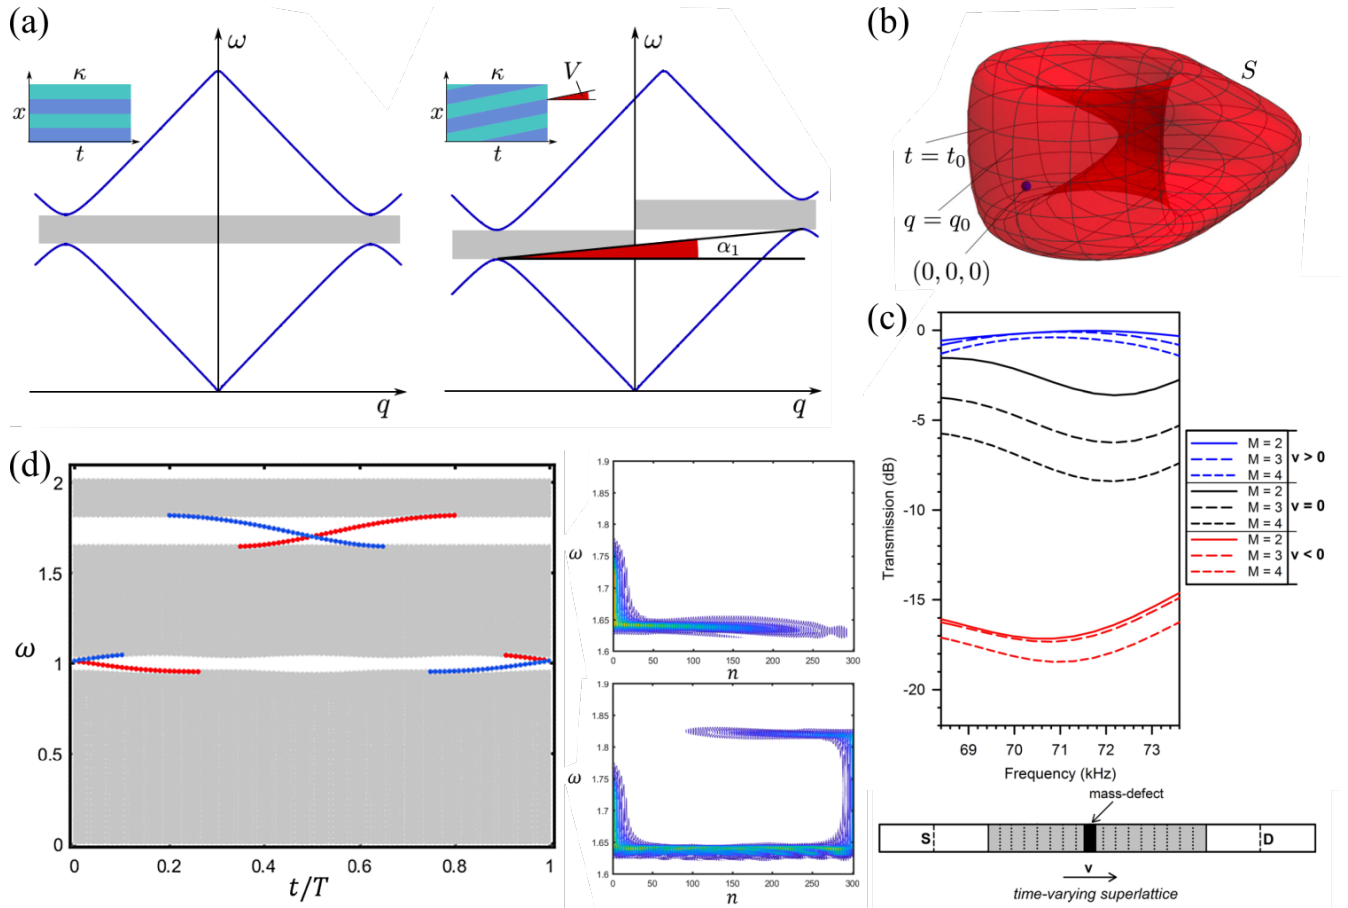 (a)
ω
κ
x
t
q
ω
κ
V
x
t
α₁
q
(b)
S
t = t₀
q = q₀
(0, 0, 0)
(c)
0
-5
-10
-15
-20
Transmission (dB)
69 70 71 72 73
Frequency (kHz)
M = 2
M = 3 v > 0
M = 4
M = 2
M = 3 v = 0
M = 4
M = 2
M = 3 v < 0
M = 4
mass-defect
S D
v
time-varying superlattice
(d)
2
1.5
ω 1
0.5
0
0 0.2 0.4 0.6 0.8 1
t/T
1.9
1.85
1.8
ω 1.75
1.7
1.65
1.6
0 50 100 150 200 250 300
n
1.9
1.85
1.8
ω 1.75
1.7
1.65
1.6
0 50 100 150 200 250 300
n